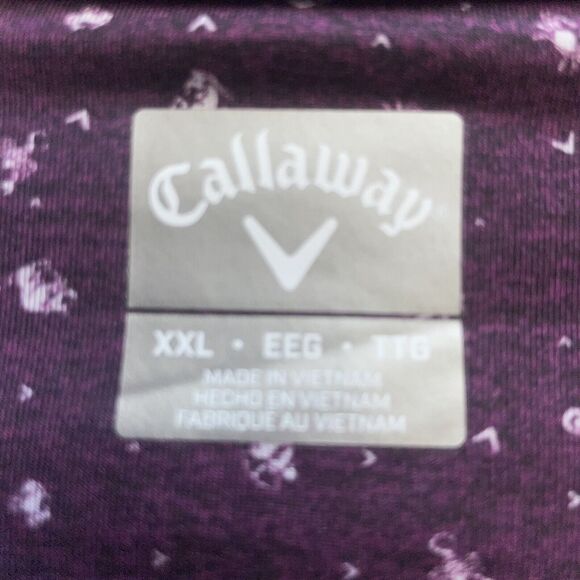 Callaway
XXL • EEG • TTG
MADE IN VIETNAM
HECHO EN VIETNAM
FABRIQUE AU VIETNAM